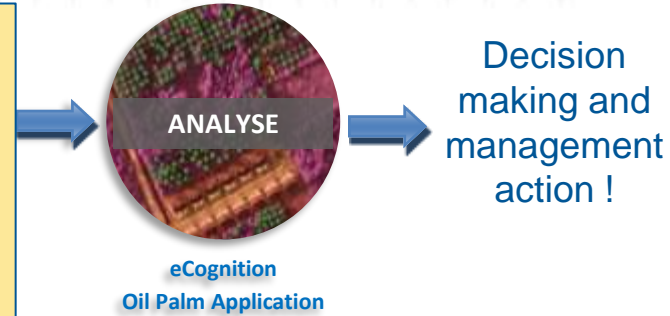 ANALYSE
eCognition
Oil Palm Application
Decision
making and
management
action !